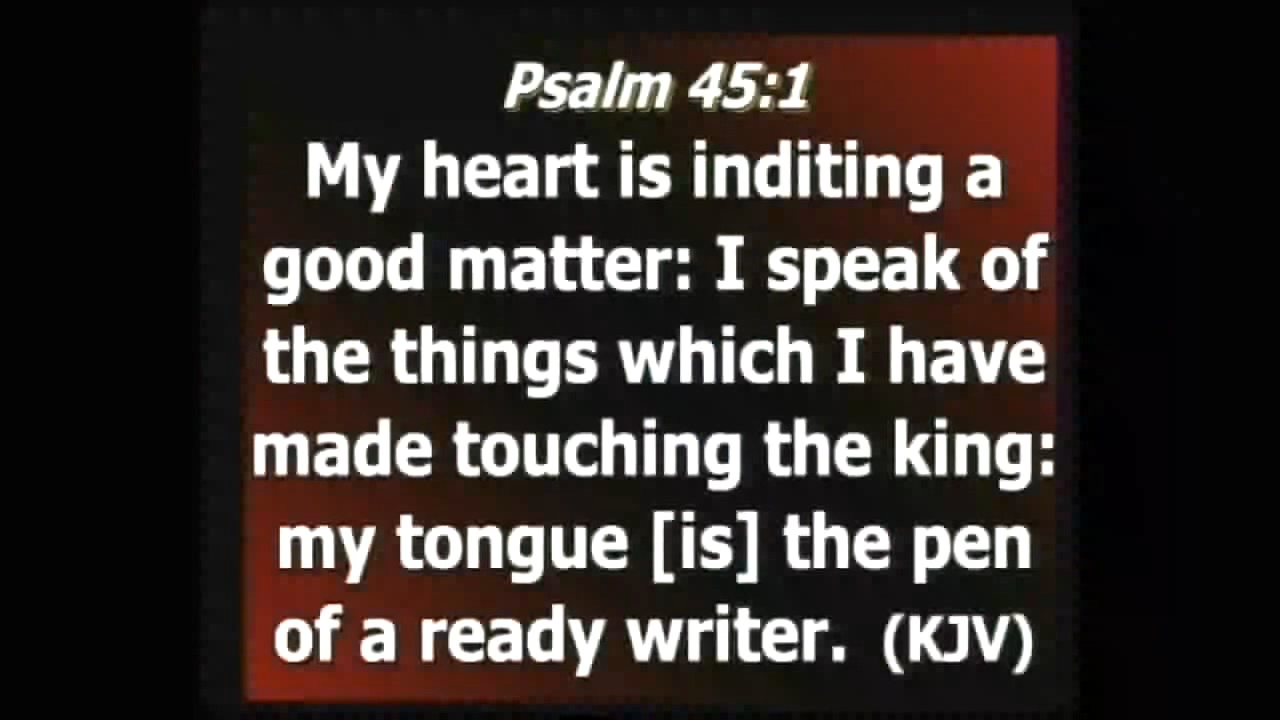 Psalm 45:1
My heart is inditing a
good matter: I speak of
the things which I have
made touching the king:
my tongue [is] the pen
of a ready writer. (KJV)